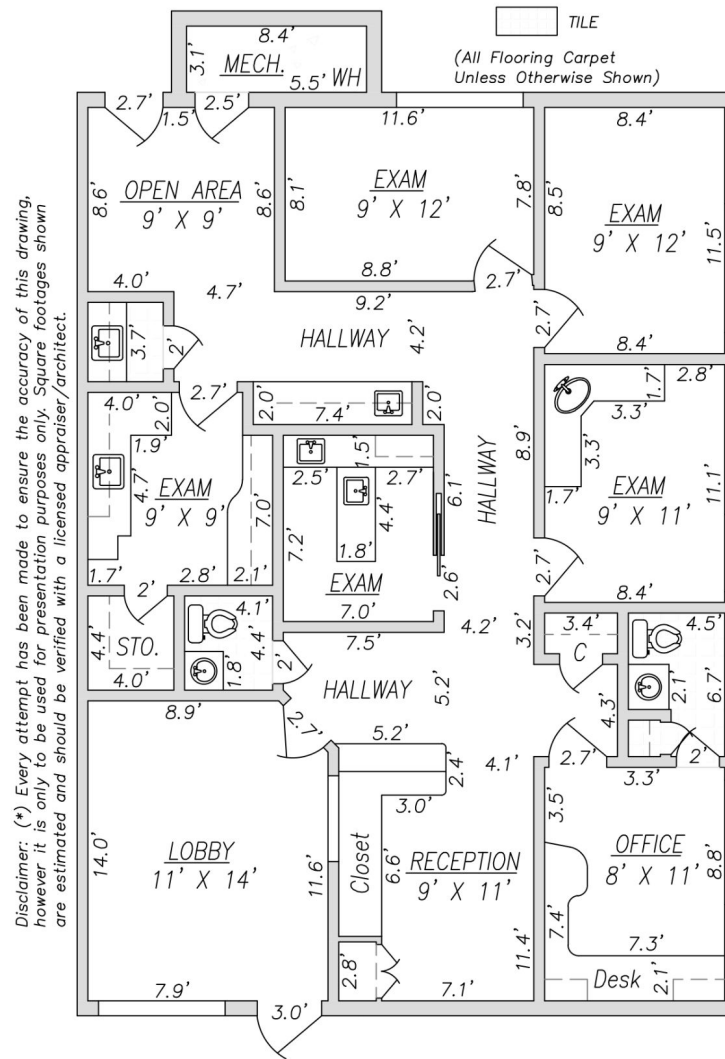 TILE
(All Flooring Carpet
Unless Otherwise Shown)
8.4'
3.1'
MECH.
5.5' WH
2.7'
1.5'
2.5'
11.6'
8.4'
8.6'
OPEN AREA
9' X 9'
8.6'
8.1'
EXAM
9' X 12'
7.8'
8.5'
EXAM
9' X 12'
11.5'
8.8'
2.7'
4.0'
4.7'
9.2'
2.7'
3.7'
2'
HALLWAY
4.2'
8.4'
2.7'
4.0'
2.0'
2.0'
7.4'
2.0'
1.7'
2.8'
3.3'
3.3'
1.9'
4.7'
EXAM
9' X 9'
7.0'
1.5'
2.5'
2.7'
4.4'
6.1'
HALLWAY
8.9'
1.7'
EXAM
9' X 11'
11.1'
7.2'
1.8'
EXAM
2.6'
2.7'
1.7'
2'
2.8'
2.1'
7.0'
8.4'
4.4'
STO.
4.0'
4.1'
4.4'
1.8'
2'
7.5'
4.2'
3.2'
3.4'
C
4.5'
6.7'
2.1'
HALLWAY
5.2'
4.3'
8.9'
2.7'
5.2'
2.4'
4.1'
2.7'
3.3'
2'
3.0'
3.5'
14.0'
LOBBY
11' X 14'
11.6'
Closet
6.6'
RECEPTION
9' X 11'
OFFICE
8' X 11'
8.8'
7.4'
7.3'
11.4'
2.8'
Desk
2.1'
7.9'
3.0'
7.1'
Disclaimer: (*) Every attempt has been made to ensure the accuracy of this drawing,
however it is only to be used for presentation purposes only. Square footages shown
are estimated and should be verified with a licensed appraiser/architect.